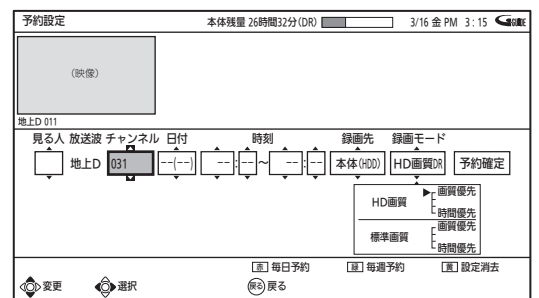 予約設定 本体残量 26時間32分(DR) 3/16 金 PM 3:15 GGUIDE
(映像)
地上D 011
見る人 放送波 チャンネル 日付 時刻 録画先 録画モード
地上D 031 --(--) --:--~ --:-- 本体(HDD) HD画質DR 予約確定
HD画質 画質優先
時間優先
標準画質 画質優先
時間優先
赤 毎日予約 緑 毎週予約 黄 設定消去
変更 選択 戻る 戻る